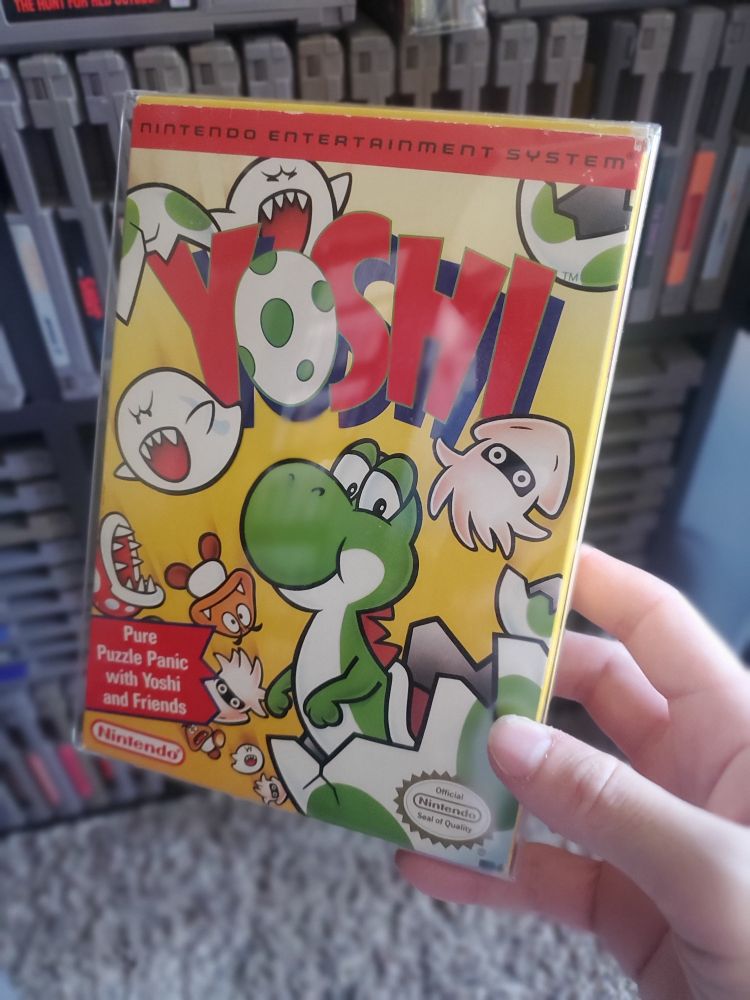 THE HUNT FOR RED OCTOBER
NINTENDO ENTERTAINMENT SYSTEM®
YOSHI
TM
Pure
Puzzle Panic
with Yoshi
and Friends
Nintendo®
Official
Nintendo
Seal of Quality